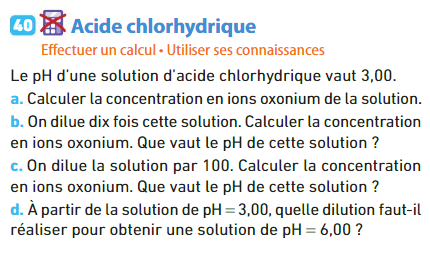 40 Acide chlorhydrique
Effectuer un calcul • Utiliser ses connaissances
Le pH d'une solution d'acide chlorhydrique vaut 3,00.
a. Calculer la concentration en ions oxonium de la solution.
b. On dilue dix fois cette solution. Calculer la concentration
en ions oxonium. Que vaut le pH de cette solution ?
c. On dilue la solution par 100. Calculer la concentration
en ions oxonium. Que vaut le pH de cette solution ?
d. À partir de la solution de pH = 3,00, quelle dilution faut-il
réaliser pour obtenir une solution de pH = 6,00 ?